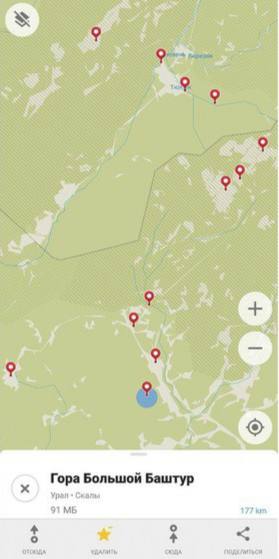 Гора Большой Баштур
Урал • Скалы
91 МБ
177 km
ОТСЮДА
УДАЛИТЬ
СЮДА
ПОДЕЛИТЬСЯ